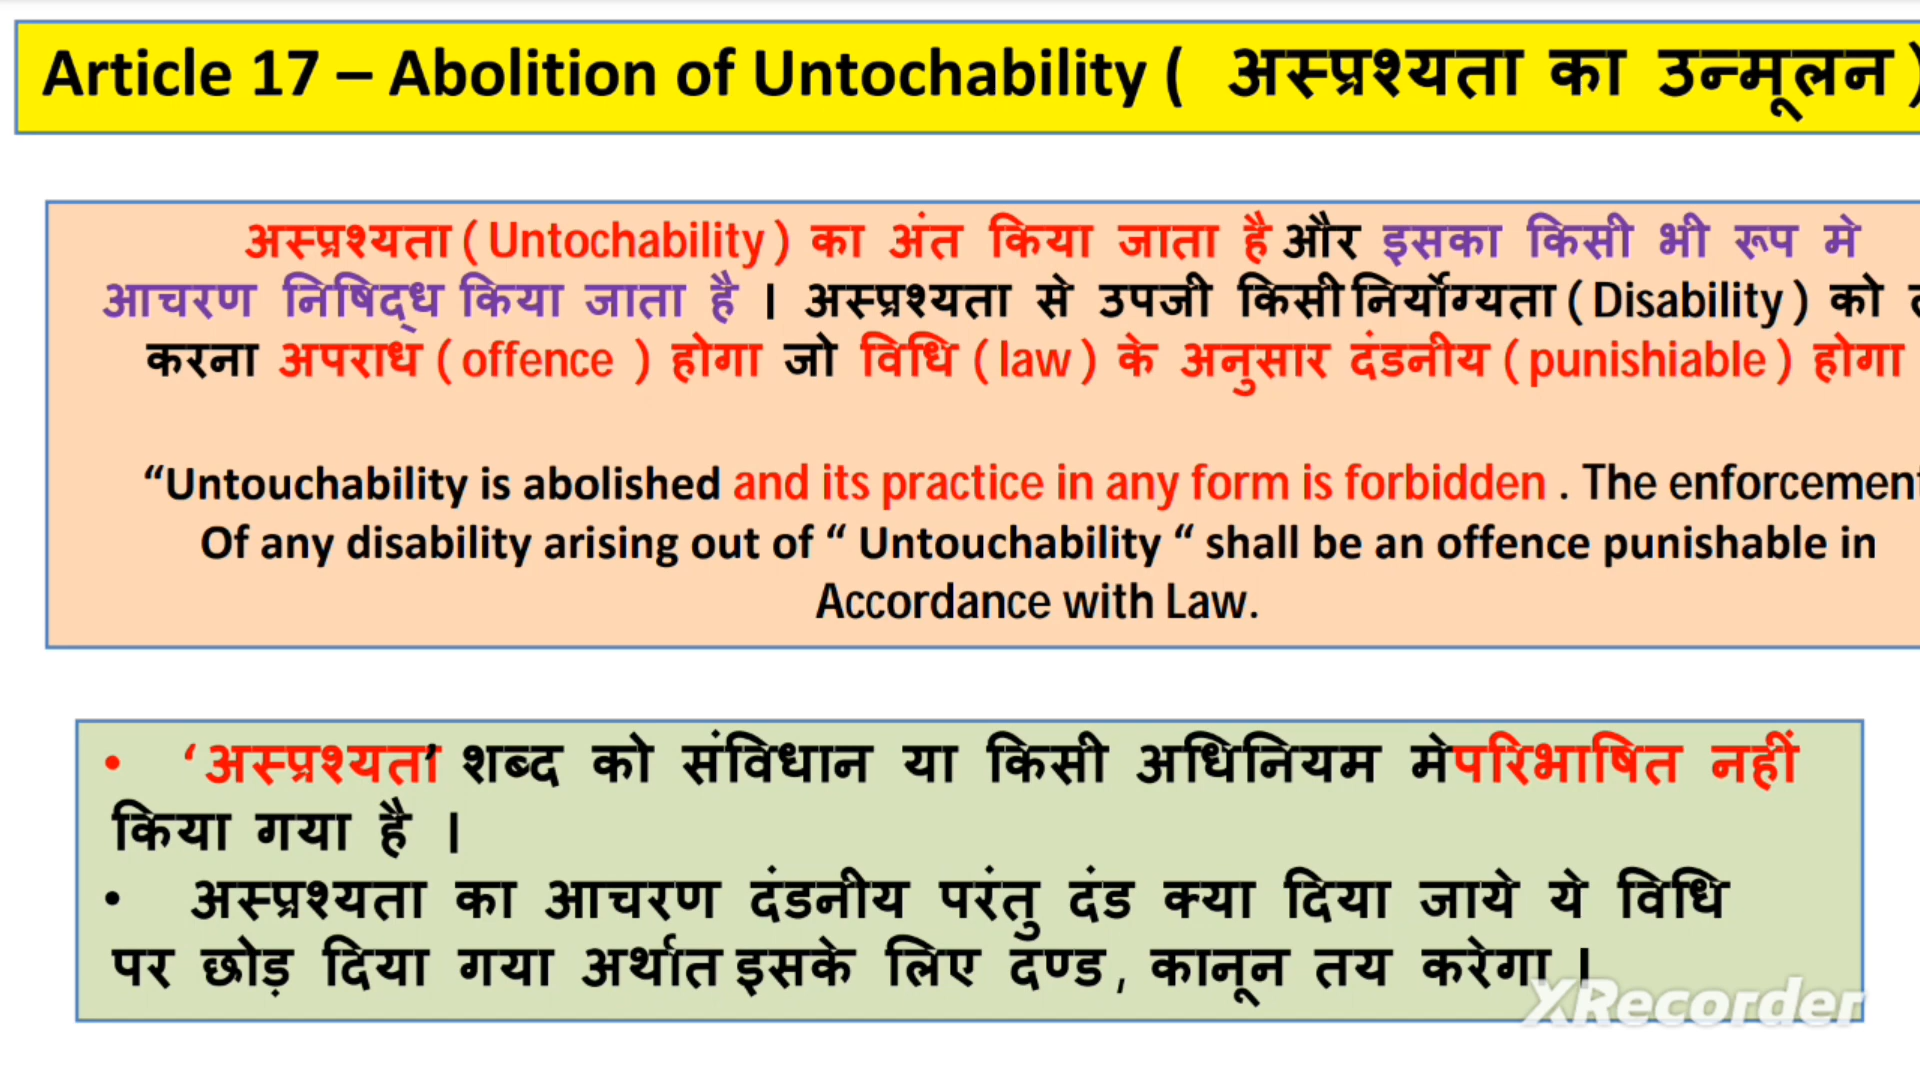 Article 17 – Abolition of Untochability ( अस्प्रश्यता का उन्मूलन )
अस्प्रश्यता ( Untochability ) का अंत किया जाता है और इसका किसी भी रूप मे
आचरण निषिद्ध किया जाता है । अस्प्रश्यता से उपजी किसी निर्योग्यता ( Disability ) को
करना अपराध ( offence ) होगा जो विधि ( law ) के अनुसार दंडनीय ( punishiable ) होगा
“Untouchability is abolished and its practice in any form is forbidden . The enforcement
Of any disability arising out of “ Untouchability “ shall be an offence punishable in
Accordance with Law.
• ‘अस्प्रश्यता’ शब्द को संविधान या किसी अधिनियम मे परिभाषित नहीं
किया गया है ।
• अस्प्रश्यता का आचरण दंडनीय परंतु दंड क्या दिया जाये ये विधि
पर छोड़ दिया गया अर्थात इसके लिए दण्ड , कानून तय करेगा ।
XRecorder